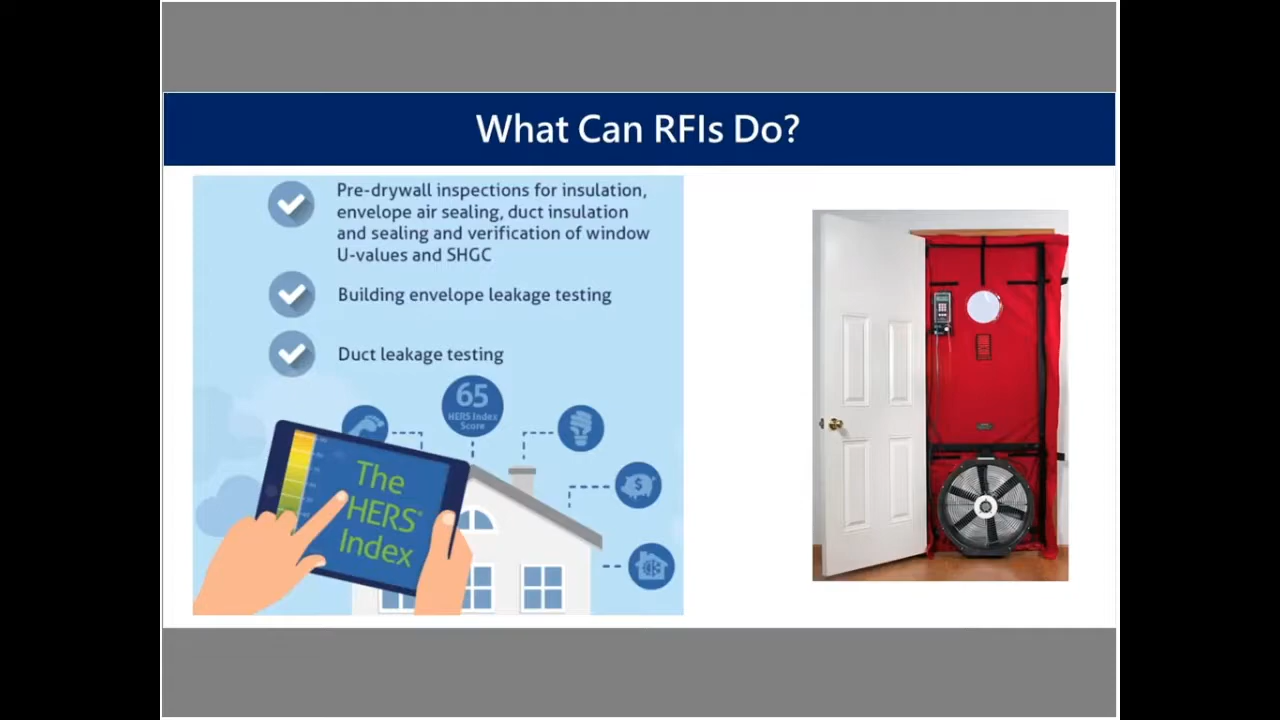 What Can RFIs Do?
Pre-drywall inspections for insulation,
envelope air sealing, duct insulation
and sealing and verification of window
U-values and SHGC
Building envelope leakage testing
Duct leakage testing
65
HERS Index
Score
The
HERS®
Index
$